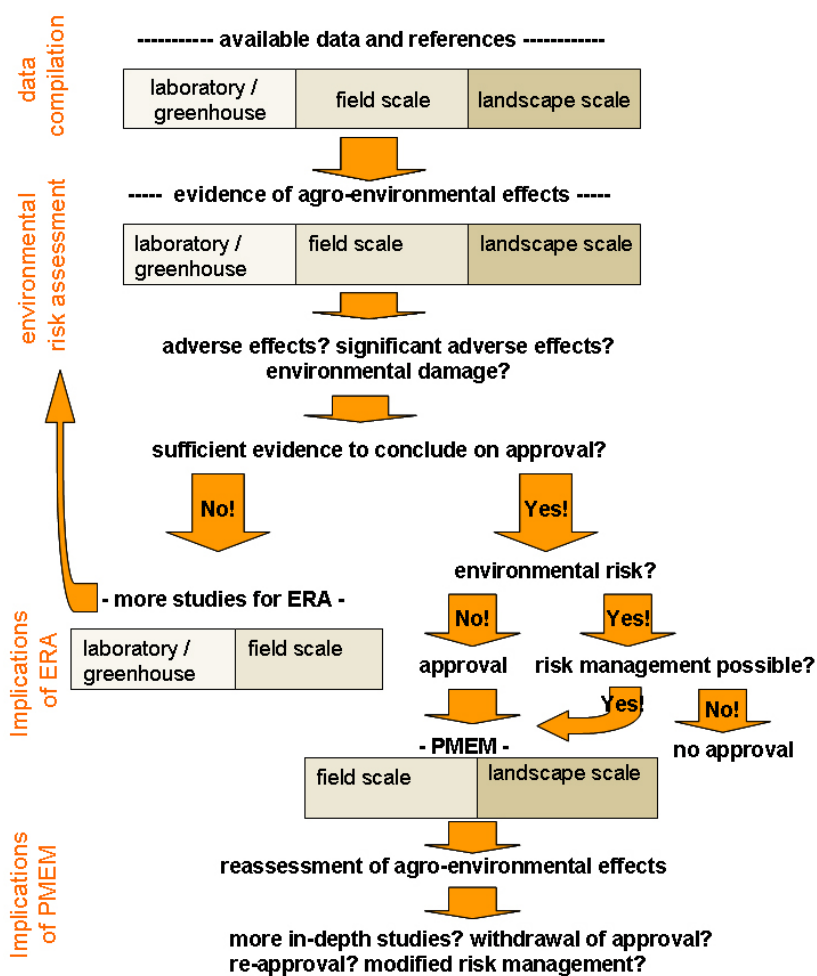 data
compilation
----------- available data and references ------------
laboratory /
greenhouse
field scale
landscape scale
environmental
risk assessment
----- evidence of agro-environmental effects -----
laboratory /
greenhouse
field scale
landscape scale
adverse effects? significant adverse effects?
environmental damage?
sufficient evidence to conclude on approval?
No!
Yes!
environmental risk?
Implications
of ERA
- more studies for ERA -
laboratory /
greenhouse
field scale
No!
Yes!
approval
risk management possible?
Yes!
No!
- PMEM -
no approval
field scale
landscape scale
Implications
of PMEM
reassessment of agro-environmental effects
more in-depth studies? withdrawal of approval?
re-approval? modified risk management?